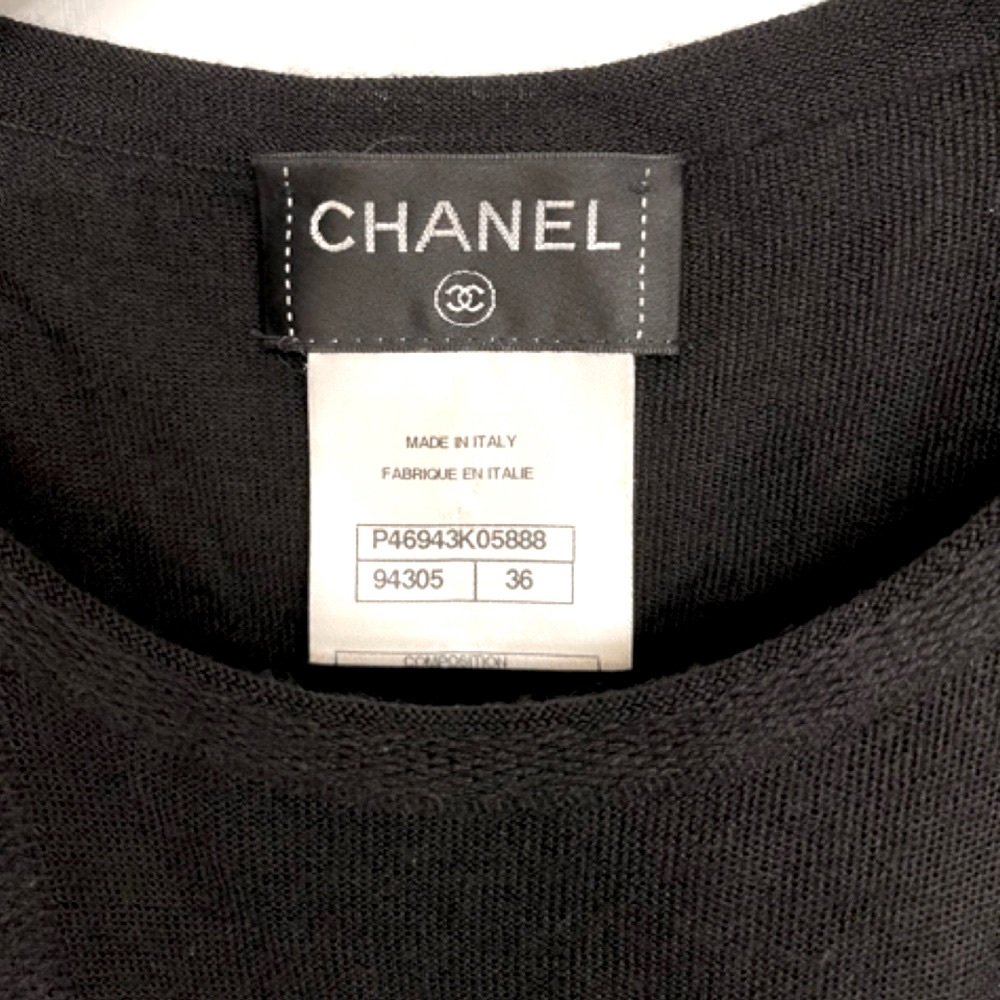 CHANEL
MADE IN ITALY
FABRIQUE EN ITALIE
P46943K05888
94305 36
COMPOSITION